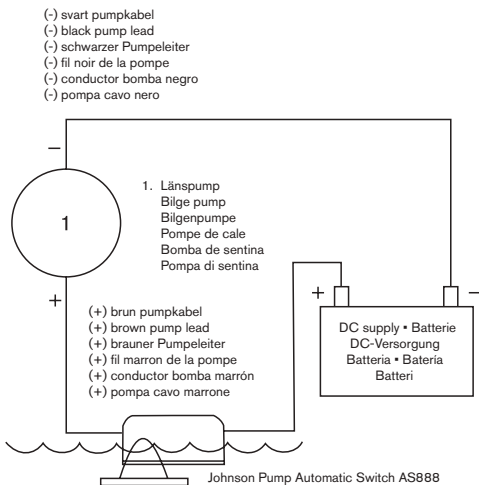 (-) svart pumpkabel
(-) black pump lead
(-) schwarzer Pumpeleiter
(-) fil noir de la pompe
(-) conductor bomba negro
(-) pompa cavo nero
−
1
1. Länspump
Bilge pump
Bilgenpumpe
Pompe de cale
Bomba de sentina
Pompa di sentina
+
(+) brun pumpkabel
(+) brown pump lead
(+) brauner Pumpeleiter
(+) fil marron de la pompe
(+) conductor bomba marrón
(+) pompa cavo marrone
+ −
DC supply ▪ Batterie
DC-Versorgung
Batteria ▪ Batería
Batteri
Johnson Pump Automatic Switch AS888